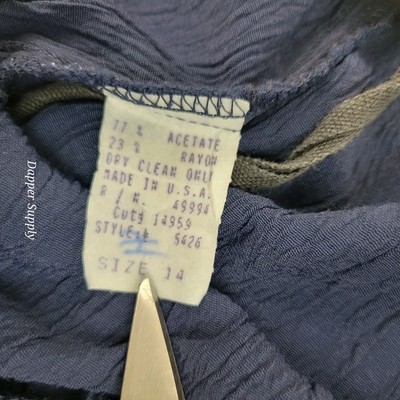 77 % ACETATE
23 % RAYON
DRY CLEAN ONLY
MADE IN U.S.A.
R / N. 49994
Cut# 14959
STYLE# 5426
SIZE 14
Dapper Supply